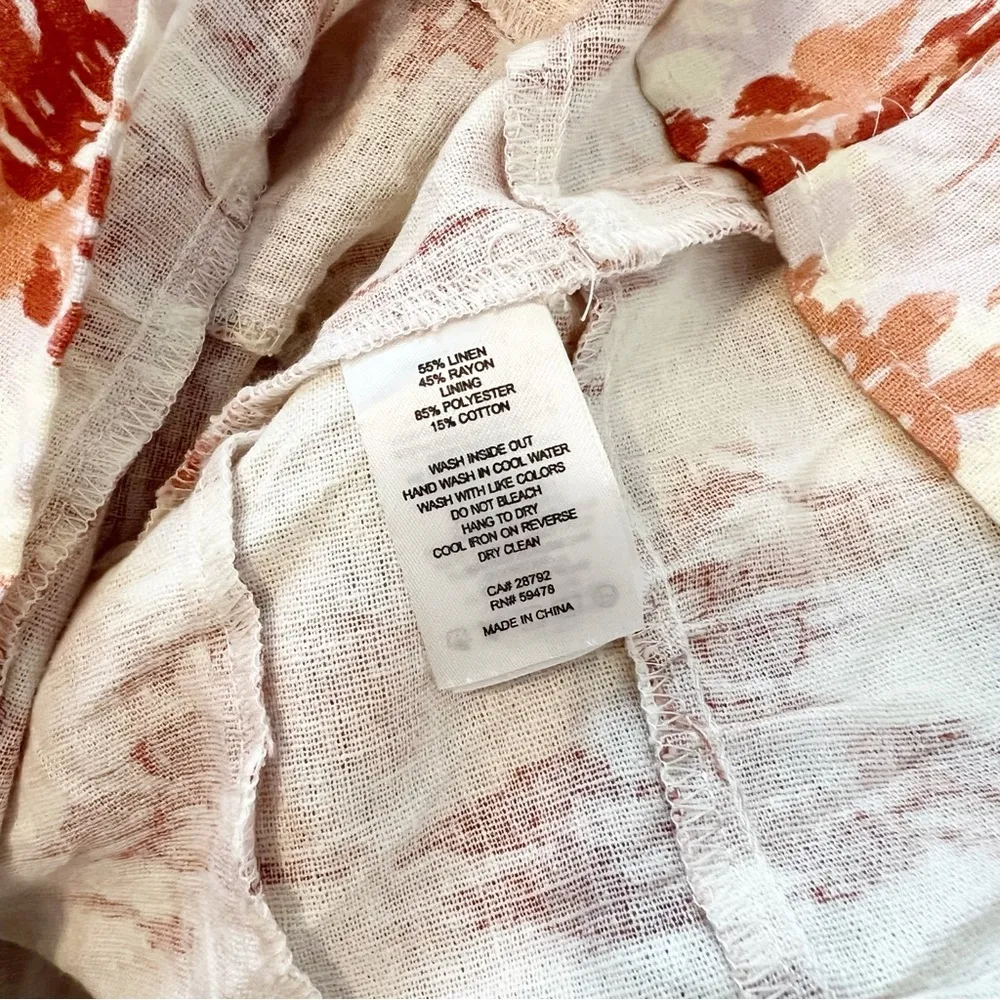 55% LINEN
45% RAYON
LINING
85% POLYESTER
15% COTTON
WASH INSIDE OUT
HAND WASH IN COOL WATER
WASH WITH LIKE COLORS
DO NOT BLEACH
HANG TO DRY
COOL IRON ON REVERSE
DRY CLEAN
CA# 28792
RN# 59478
MADE IN CHINA